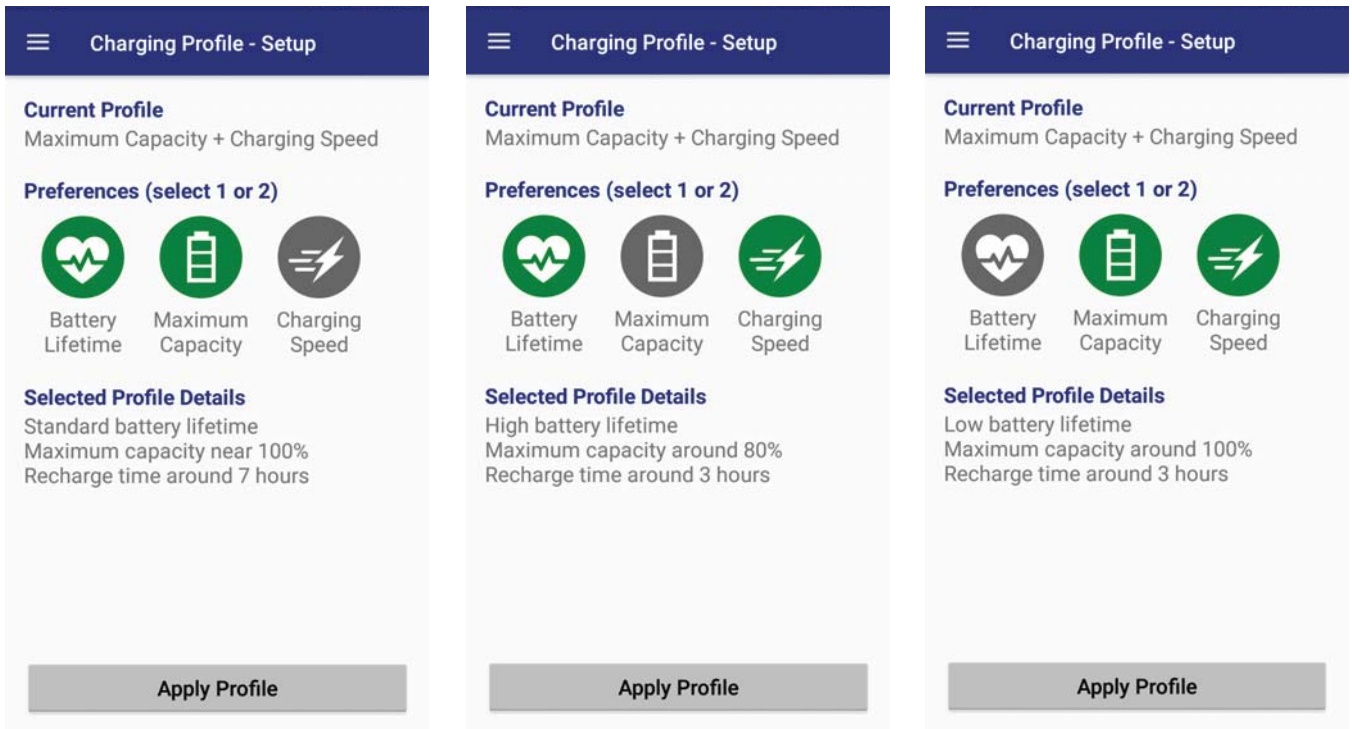 Charging Profile - Setup
Current Profile
Maximum Capacity + Charging Speed
Preferences (select 1 or 2)
Battery
Lifetime
Maximum
Capacity
Charging
Speed
Selected Profile Details
Standard battery lifetime
Maximum capacity near 100%
Recharge time around 7 hours
Apply Profile
Charging Profile - Setup
Current Profile
Maximum Capacity + Charging Speed
Preferences (select 1 or 2)
Battery
Lifetime
Maximum
Capacity
Charging
Speed
Selected Profile Details
High battery lifetime
Maximum capacity around 80%
Recharge time around 3 hours
Apply Profile
Charging Profile - Setup
Current Profile
Maximum Capacity + Charging Speed
Preferences (select 1 or 2)
Battery
Lifetime
Maximum
Capacity
Charging
Speed
Selected Profile Details
Low battery lifetime
Maximum capacity around 100%
Recharge time around 3 hours
Apply Profile